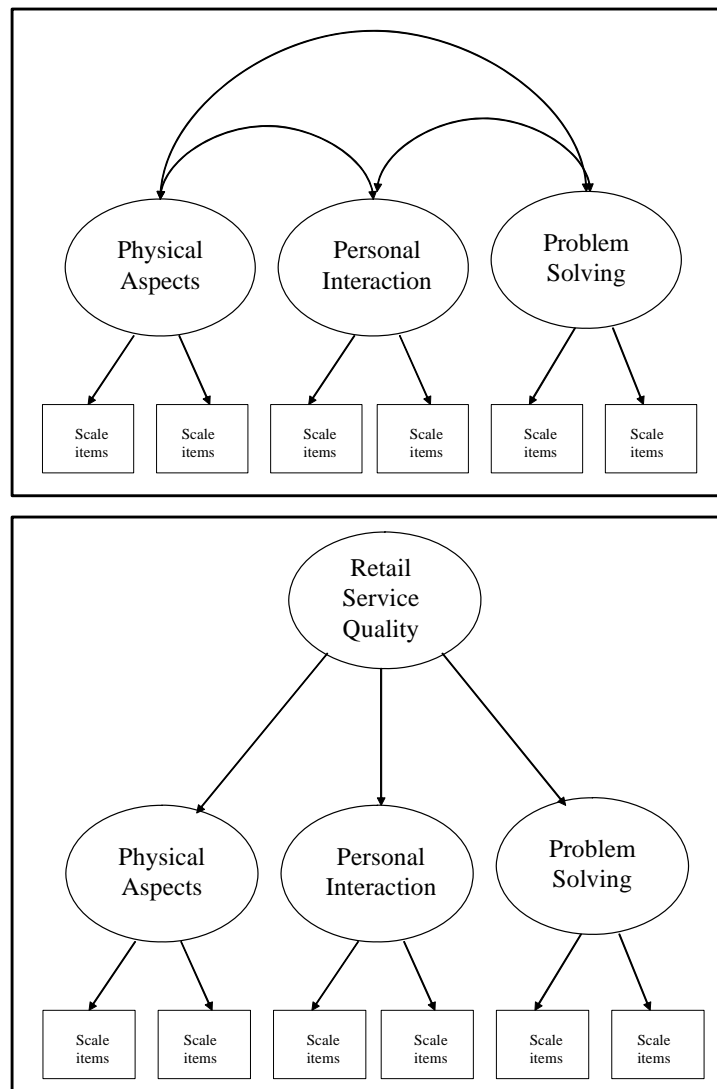 Physical
Aspects
Personal
Interaction
Problem
Solving
Scale
items
Scale
items
Scale
items
Scale
items
Scale
items
Scale
items
Retail
Service
Quality
Physical
Aspects
Personal
Interaction
Problem
Solving
Scale
items
Scale
items
Scale
items
Scale
items
Scale
items
Scale
items